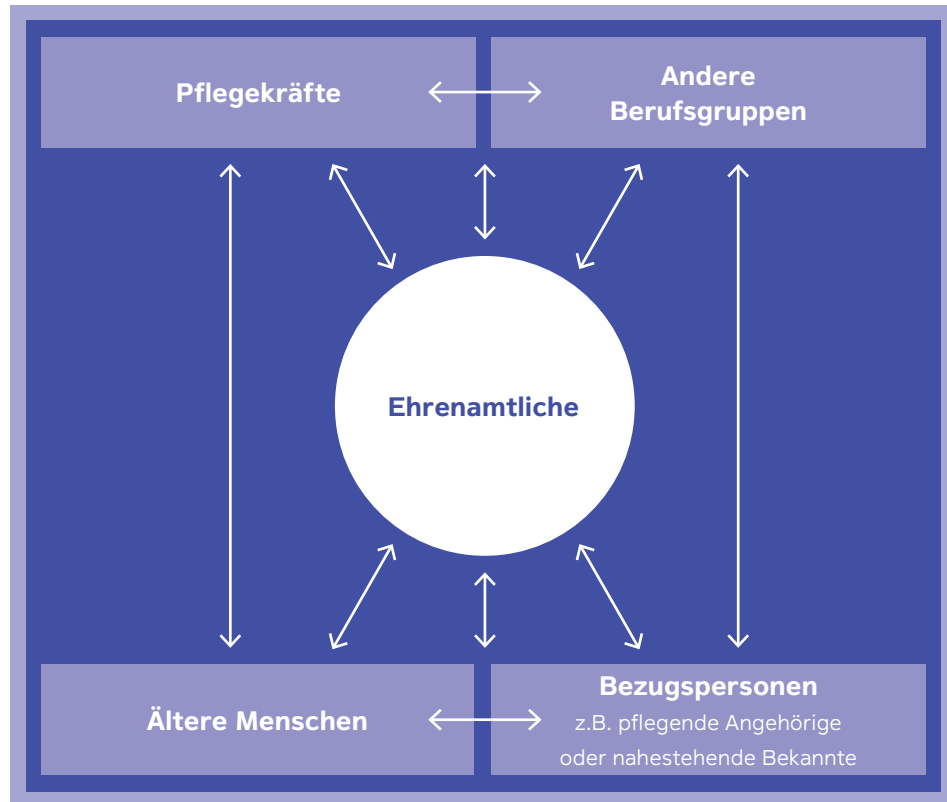 Pflegekräfte
Andere
Berufsgruppen
Ehrenamtliche
Ältere Menschen
Bezugspersonen
z.B. pflegende Angehörige
oder nahestehende Bekannte